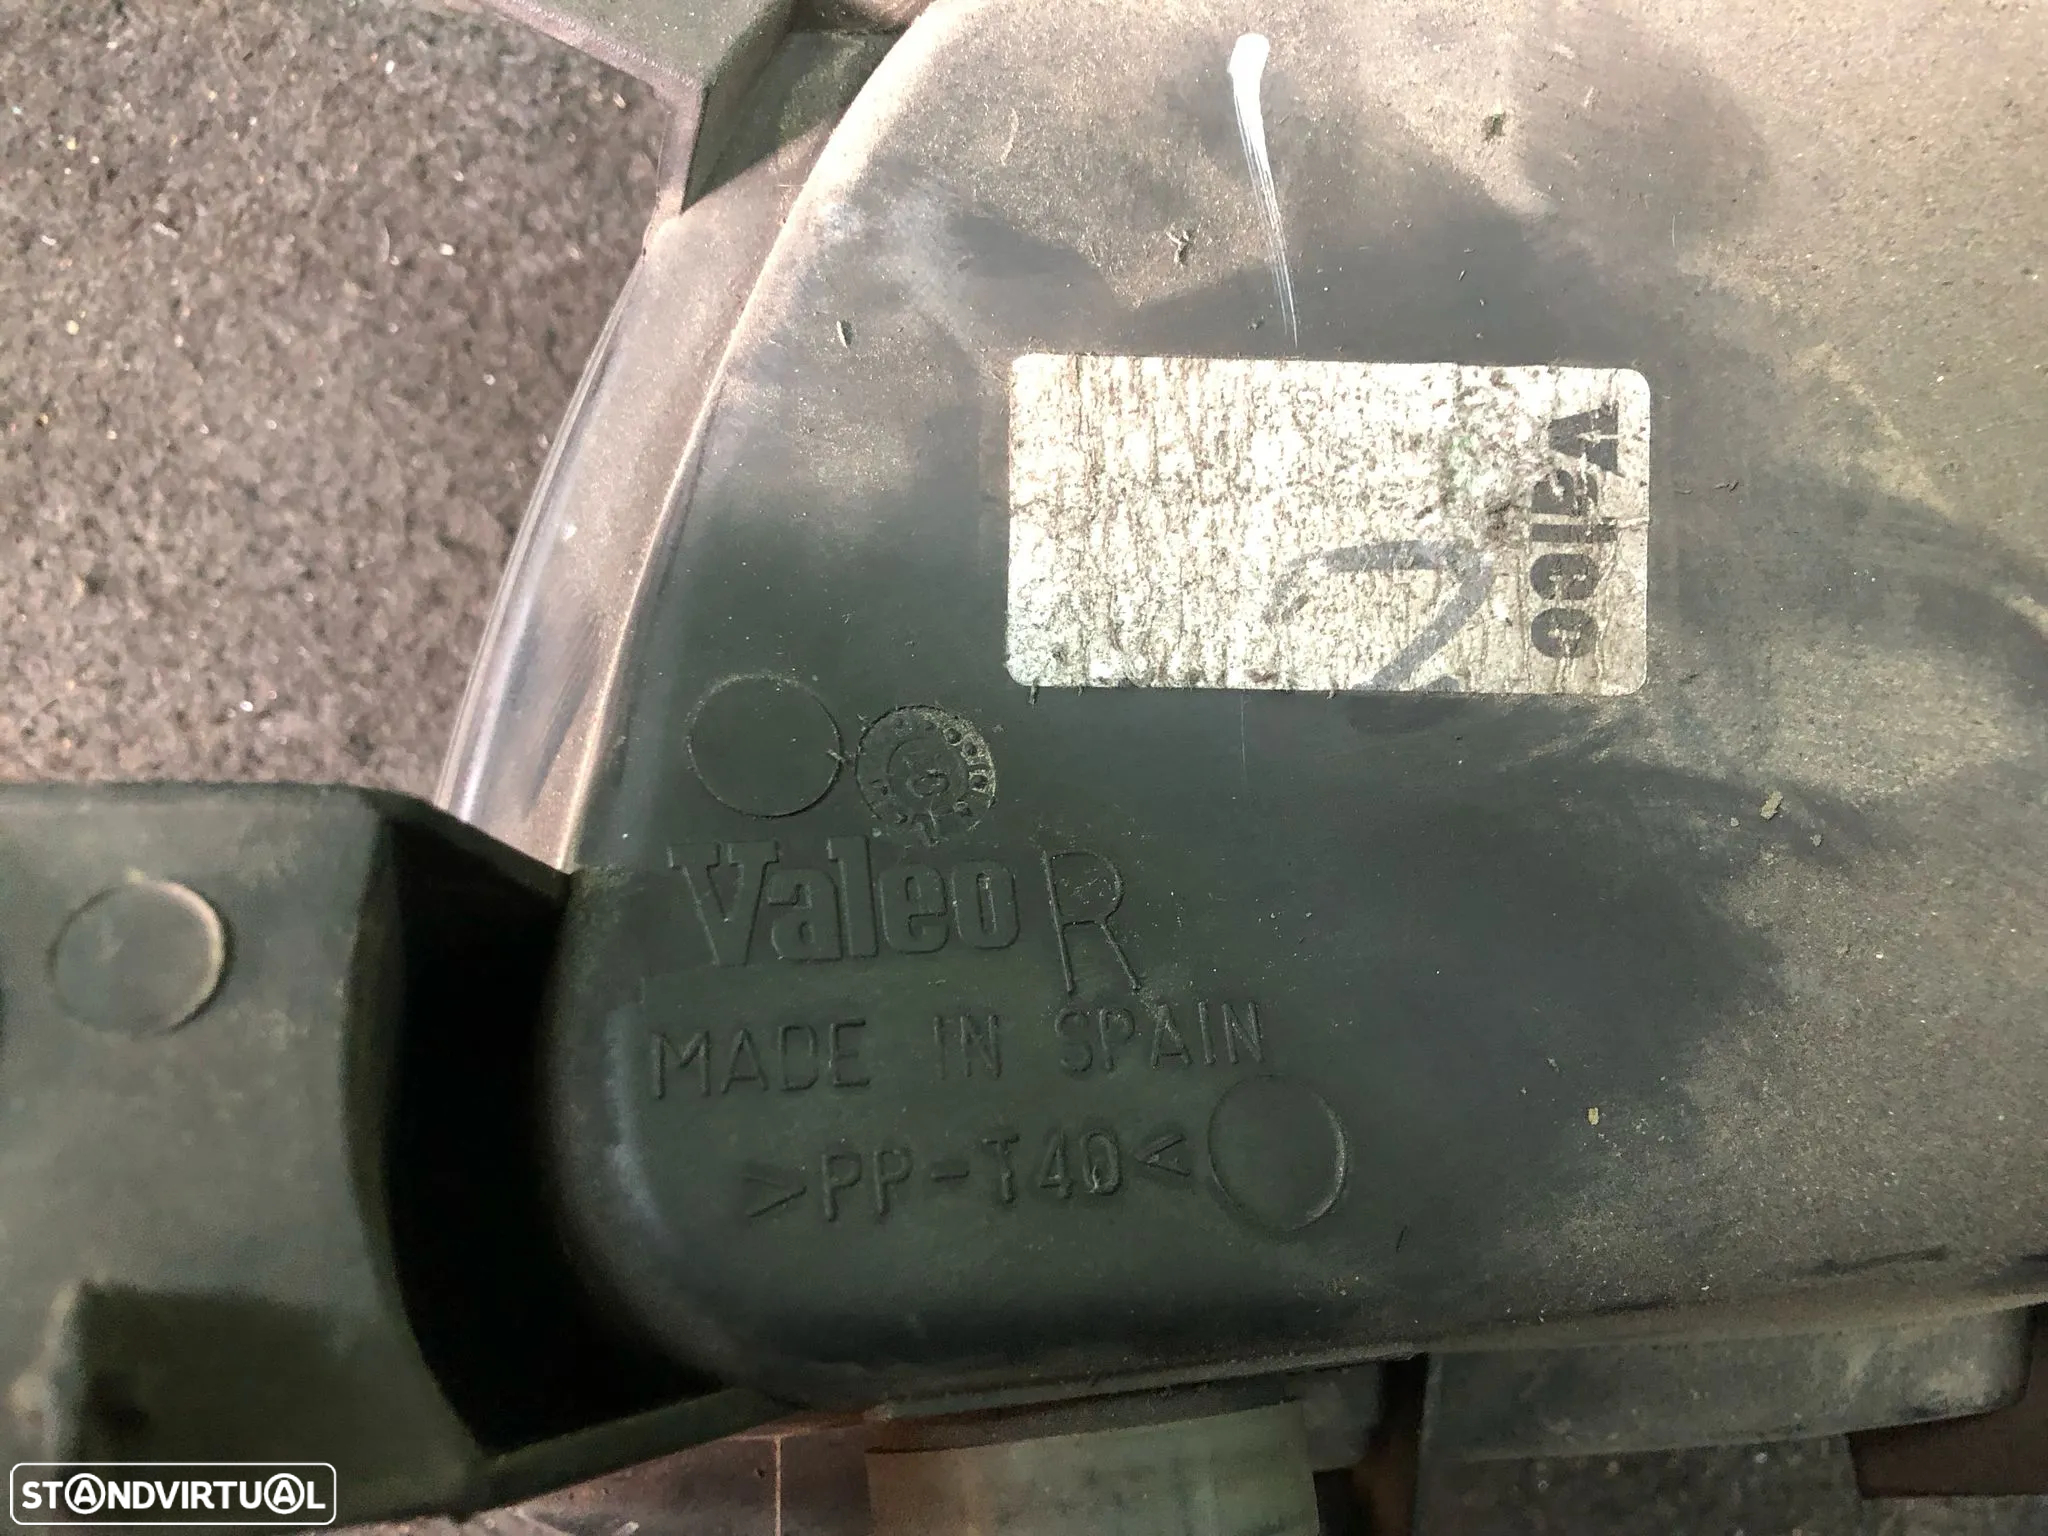 Valeo
Valeo R
MADE IN SPAIN
>PP-T40<
STANDVIRTUAL